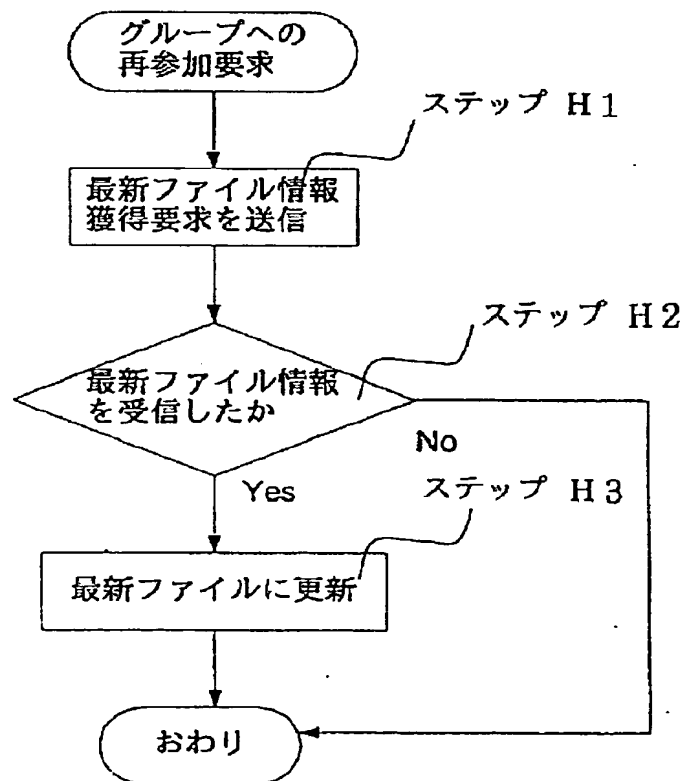 グループへの
再参加要求
ステップ H1
最新ファイル情報
獲得要求を送信
ステップ H2
最新ファイル情報
を受信したか
No
Yes
ステップ H3
最新ファイルに更新
おわり